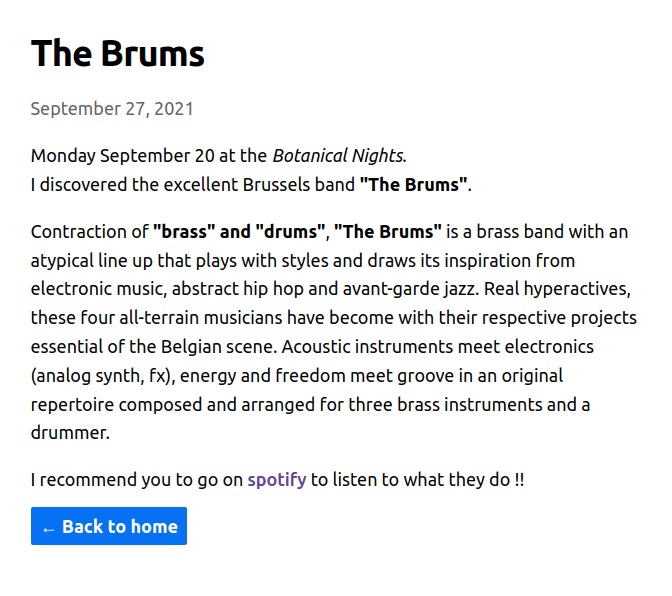 The Brums
September 27, 2021
Monday September 20 at the Botanical Nights.
I discovered the excellent Brussels band "The Brums".
Contraction of "brass" and "drums", "The Brums" is a brass band with an
atypical line up that plays with styles and draws its inspiration from
electronic music, abstract hip hop and avant-garde jazz. Real hyperactives,
these four all-terrain musicians have become with their respective projects
essential of the Belgian scene. Acoustic instruments meet electronics
(analog synth, fx), energy and freedom meet groove in an original
repertoire composed and arranged for three brass instruments and a
drummer.
I recommend you to go on spotify to listen to what they do !!
← Back to home